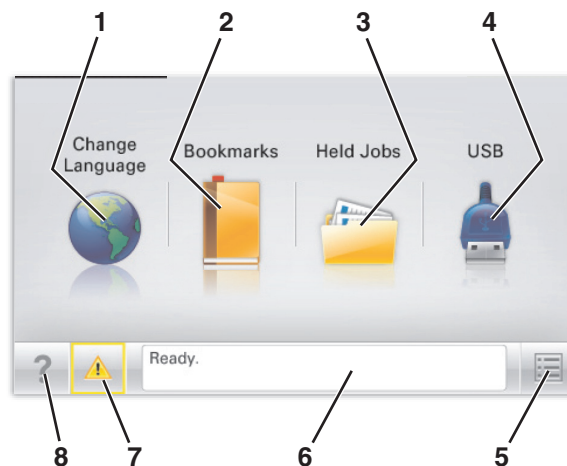 1 2 3 4
Change
Language
Bookmarks Held Jobs USB
?
Ready.
8 7 6 5